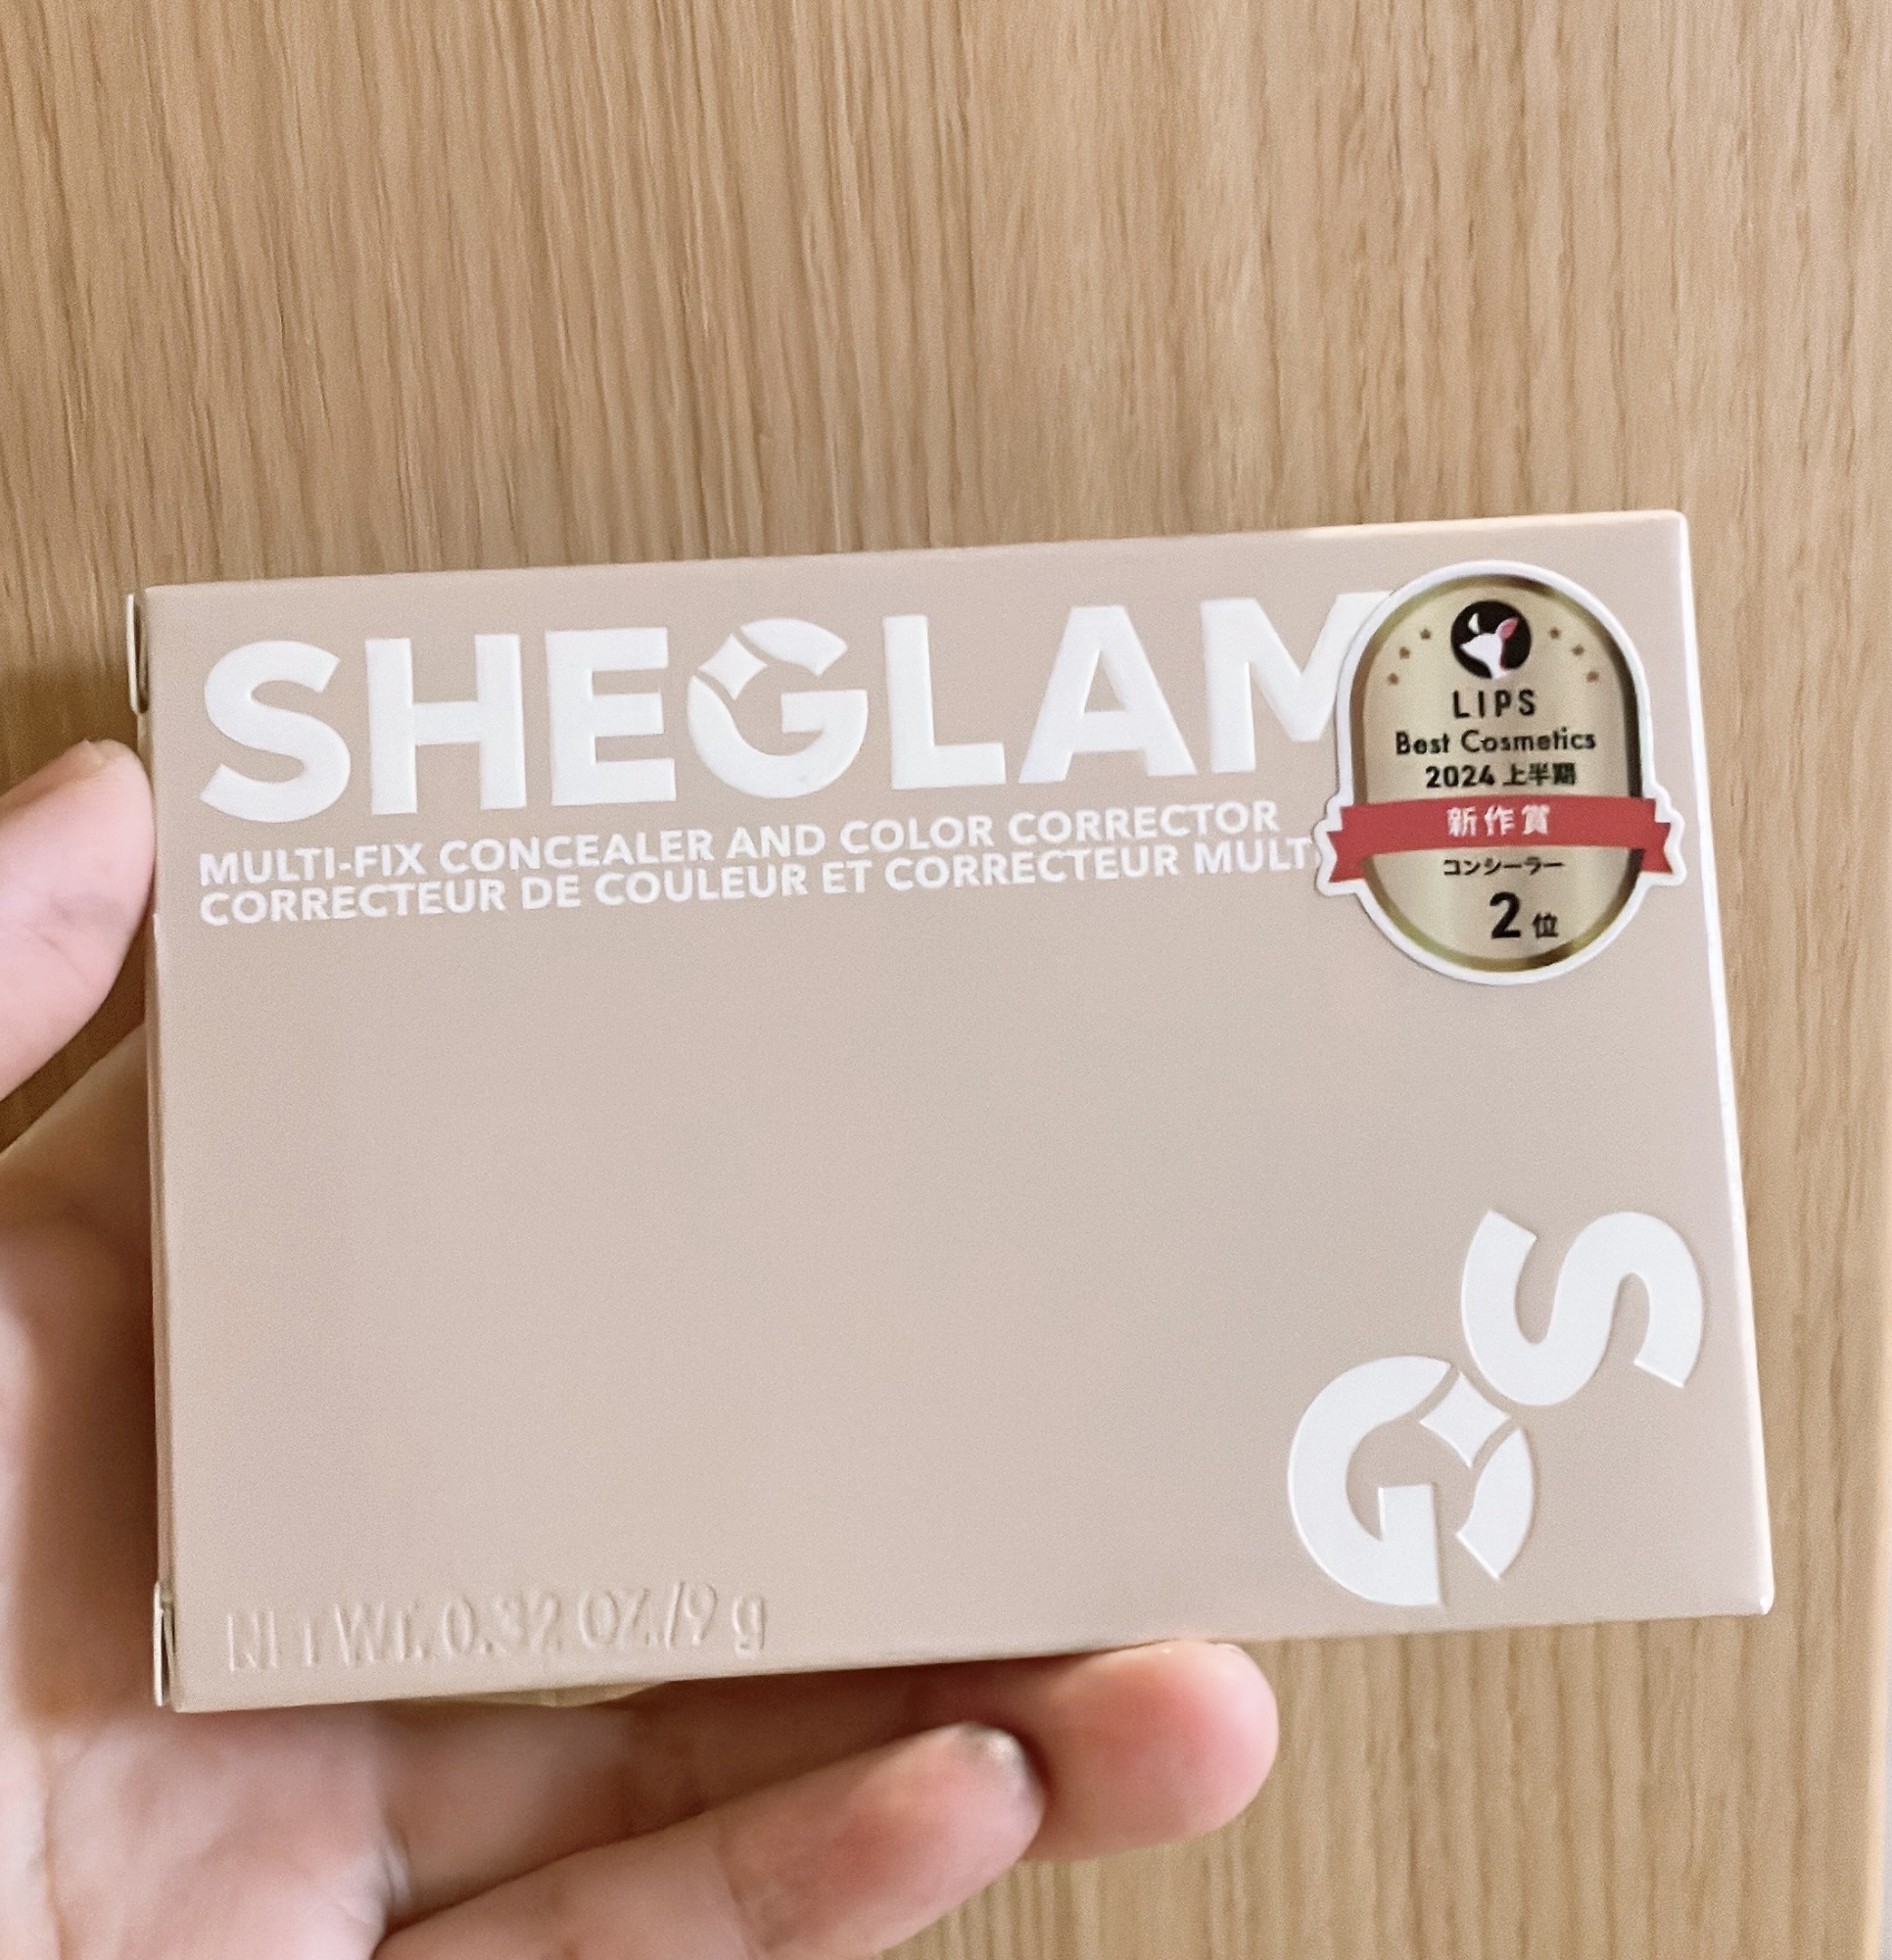 SHEGLAM
MULTI-FIX CONCEALER AND COLOR CORRECTOR
CORRECTEUR DE COULEUR ET CORRECTEUR MULT
LIPS
Best Cosmetics
2024 上半期
新作賞
コンシーラー
2位
GS
NET WT. 0.32 OZ./9 g